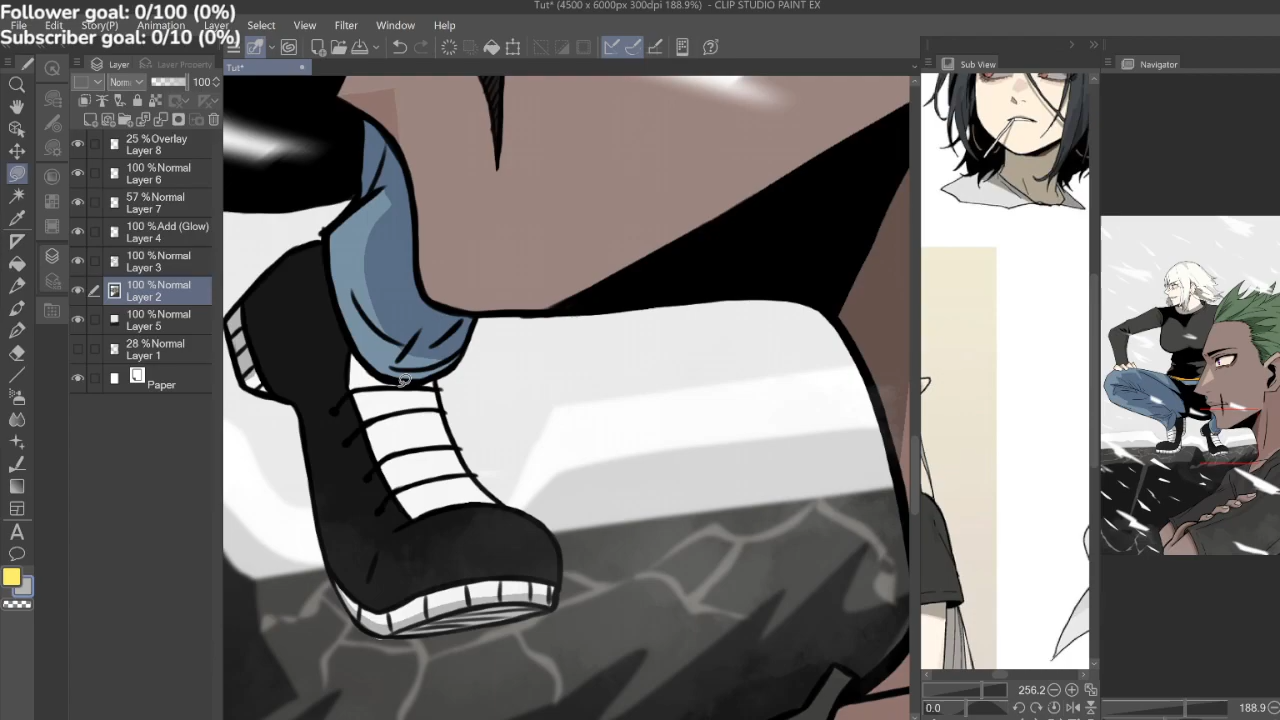 Tut* (4500 x 6000px 300dpi 188.9%) - CLIP STUDIO PAINT EX
Follower goal: 0/100 (0%)
File Edit Story(P) Animation Layer Select View Filter Window Help
Subscriber goal: 0/10 (0%)
Tut*
Layer Layer Property
Sub View
Navigator
Norm 100
25 %Overlay
Layer 8
100 %Normal
Layer 6
57 %Normal
Layer 7
100 %Add (Glow)
Layer 4
100 %Normal
Layer 3
100 %Normal
Layer 2
100 %Normal
Layer 5
28 %Normal
Layer 1
Paper
256.2
0.0
188.9